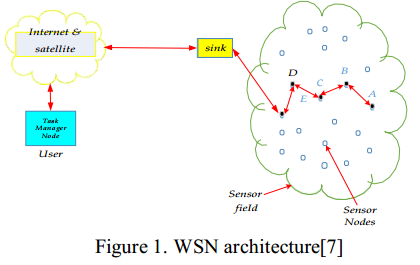 Internet &
satellite
sink
Task
Manager
Node
User
D
C
B
E
A
Sensor
field
Sensor
Nodes
Figure 1. WSN architecture[7]